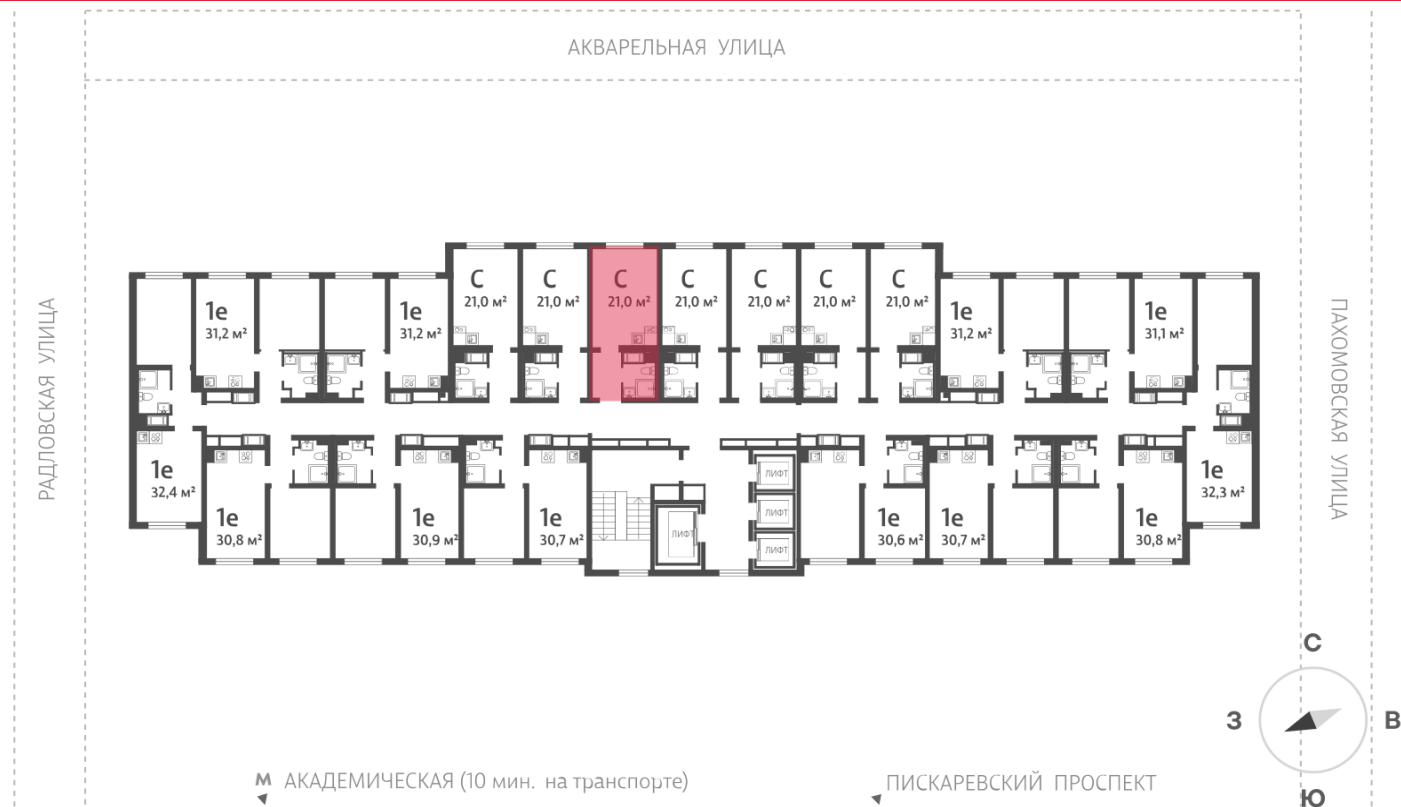 АКВАРЕЛЬНАЯ УЛИЦА
РАДЛОВСКАЯ УЛИЦА
ПАХОМОВСКАЯ УЛИЦА
С
21,0 м²
С
21,0 м²
С
21,0 м²
С
21,0 м²
С
21,0 м²
С
21,0 м²
С
21,0 м²
1е
31,2 м²
1е
31,2 м²
1е
31,2 м²
1е
31,1 м²
1е
32,4 м²
1е
30,8 м²
1е
30,9 м²
1е
30,7 м²
ЛИФТ
ЛИФТ
ЛИФТ
ЛИФТ
1е
30,6 м²
1е
30,7 м²
1е
30,8 м²
1е
32,3 м²
С
З
В
Ю
М АКАДЕМИЧЕСКАЯ (10 мин. на транспорте)
ПИСКАРЕВСКИЙ ПРОСПЕКТ